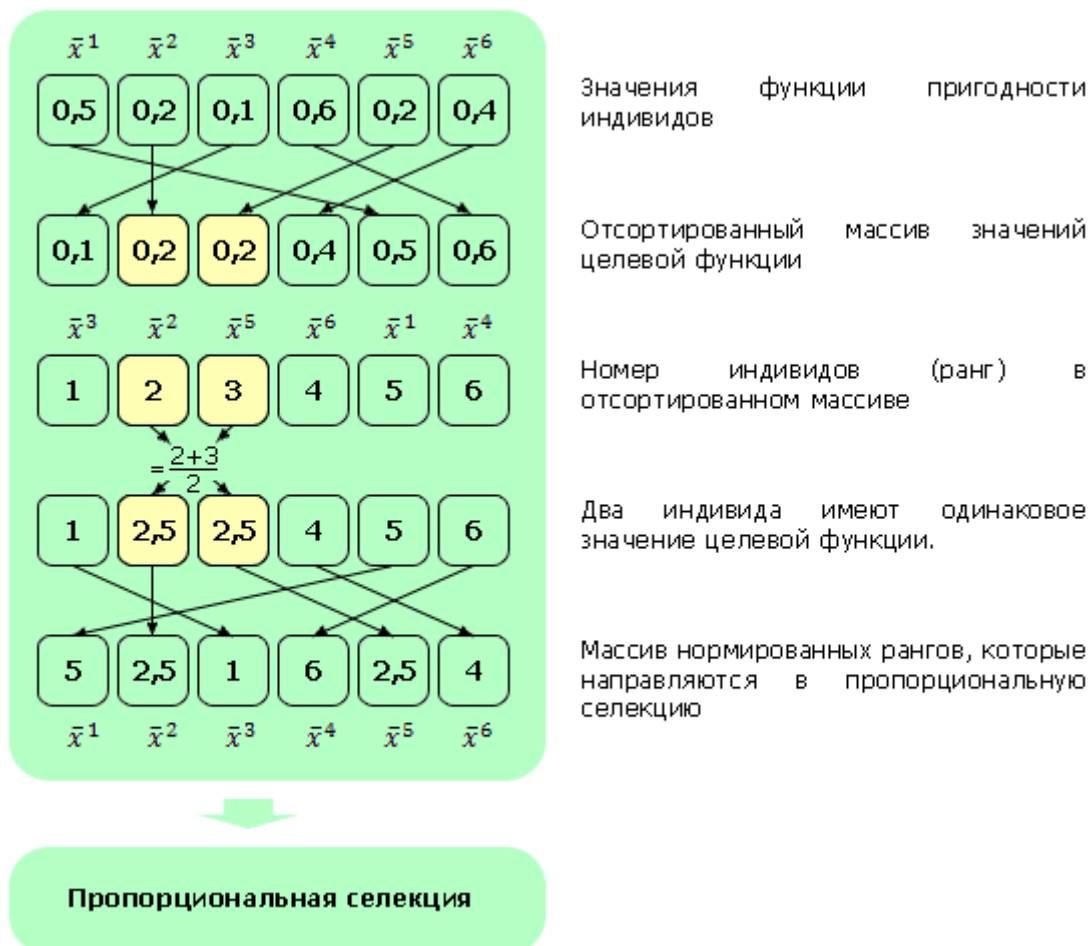 x̄¹ x̄² x̄³ x̄⁴ x̄⁵ x̄⁶
0,5 0,2 0,1 0,6 0,2 0,4
Значения функции пригодности
индивидов
0,1 0,2 0,2 0,4 0,5 0,6
Отсортированный массив значений
целевой функции
x̄³ x̄² x̄⁵ x̄⁶ x̄¹ x̄⁴
1 2 3 4 5 6
Номер индивидов (ранг) в
отсортированном массиве
= 2+3
2
1 2,5 2,5 4 5 6
Два индивида имеют одинаковое
значение целевой функции.
5 2,5 1 6 2,5 4
Массив нормированных рангов, которые
направляются в пропорциональную
селекцию
x̄¹ x̄² x̄³ x̄⁴ x̄⁵ x̄⁶
Пропорциональная селекция